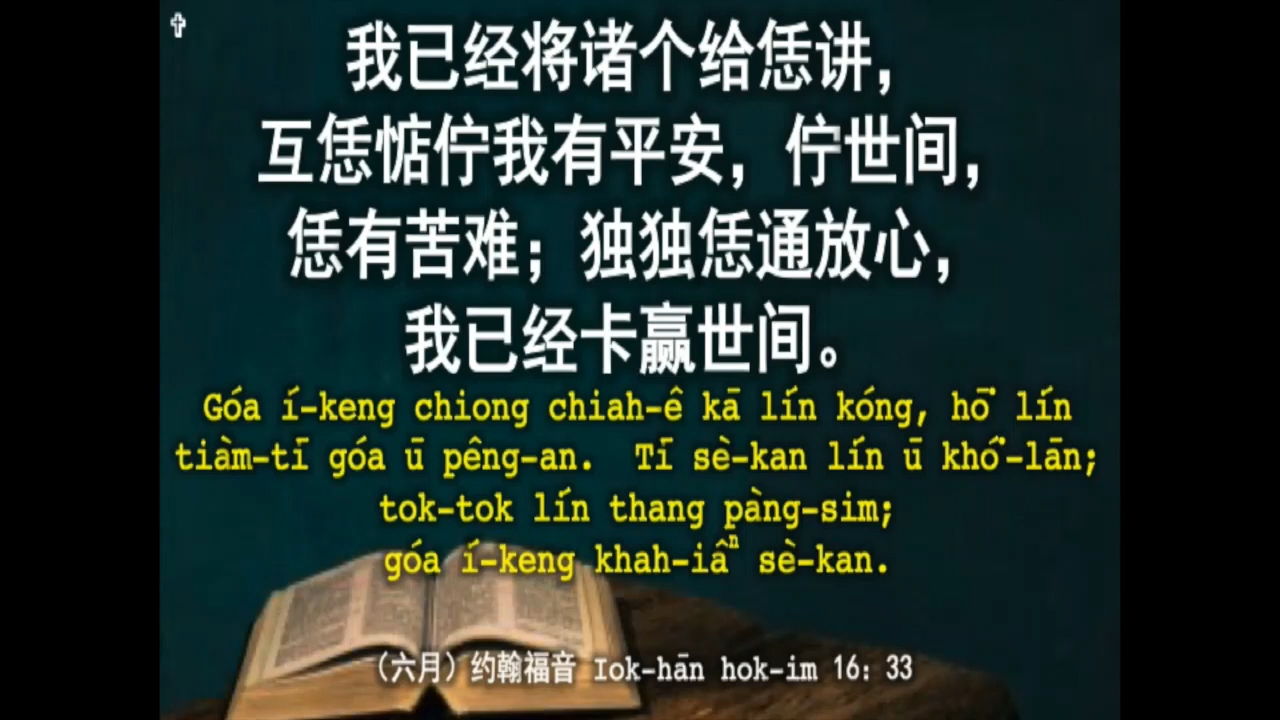 我已经将诸个给恁讲，
互恁惦佇我有平安，佇世间，
恁有苦难；独独恁通放心，
我已经卡赢世间。
Góa í-keng chiong chiah-ê kā lín kóng, hō͘ lín
tiàm-tī góa ū pêng-an. Tī sè-kan lín ū khó͘-lān;
tok-tok lín thang pàng-sim;
góa í-keng khah-iâⁿ sè-kan.
（六月）约翰福音 Iok-hān hok-im 16: 33